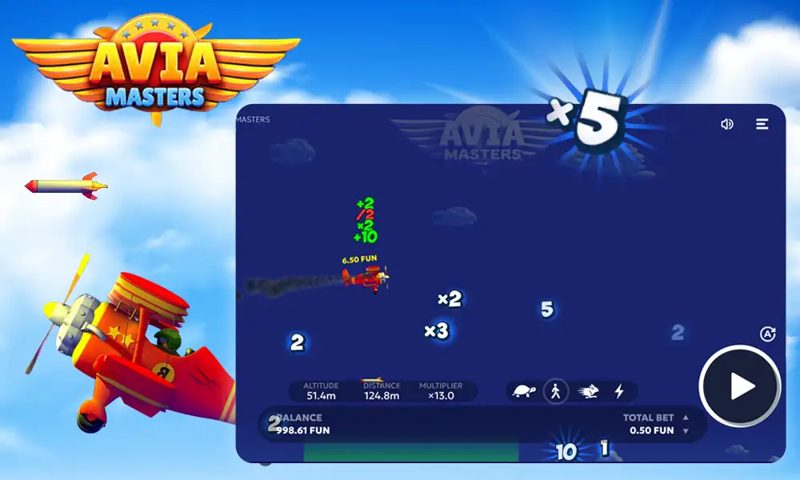 AVIA
MASTERS
×5
MASTERS
AVIA
MASTERS
+2
/2
×2
+10
6.50 FUN
×2
5
×3
2
2
ALTITUDE
51.4m
DISTANCE
124.8m
MULTIPLIER
×13.0
A
BALANCE
2
998.61 FUN
TOTAL BET
0.50 FUN
10
1